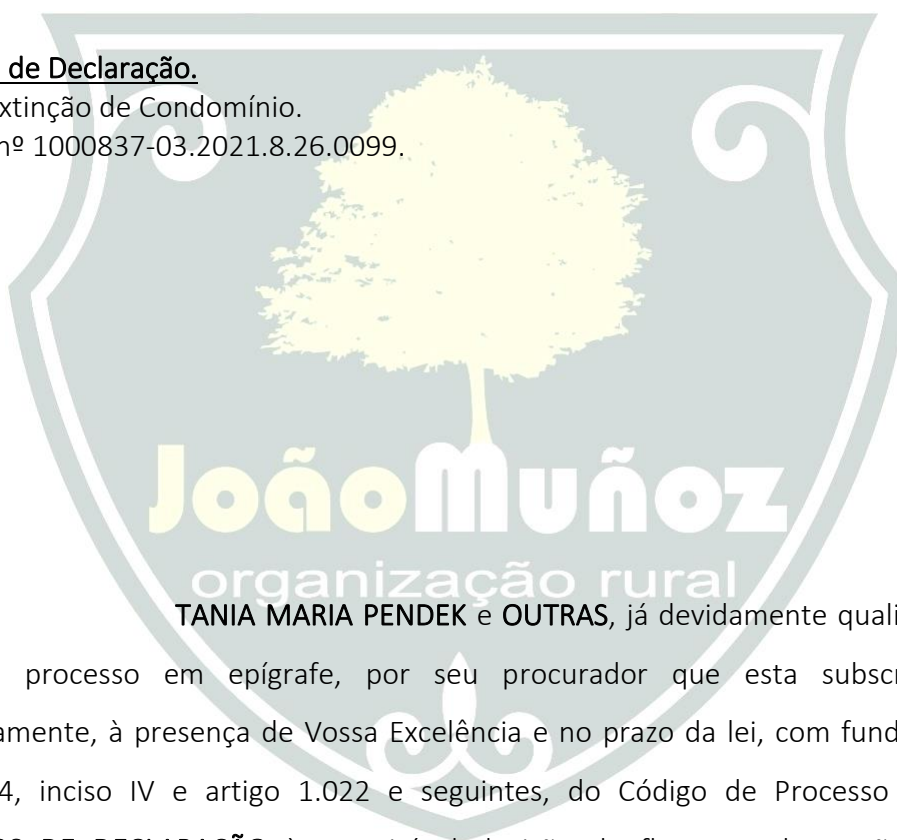 de Declaração.
xtinção de Condomínio.
nº 1000837-03.2021.8.26.0099.
JoãoMuñoz
organização rural
TANIA MARIA PENDEK e OUTRAS, já devidamente quali
processo em epígrafe, por seu procurador que esta subscr
amente, à presença de Vossa Excelência e no prazo da lei, com fund
4, inciso IV e artigo 1.022 e seguintes, do Código de Processo
DE DECLARAÇÃO